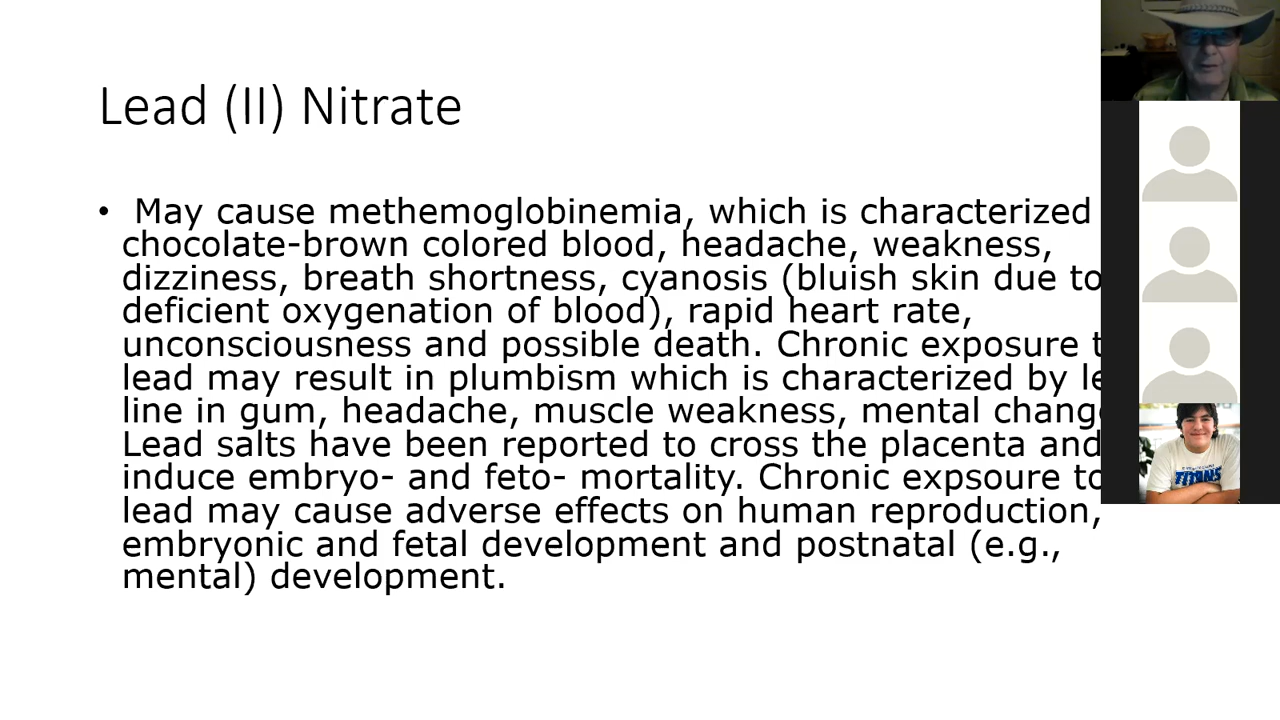 Lead (II) Nitrate
• May cause methemoglobinemia, which is characterized
chocolate-brown colored blood, headache, weakness,
dizziness, breath shortness, cyanosis (bluish skin due to
deficient oxygenation of blood), rapid heart rate,
unconsciousness and possible death. Chronic exposure
lead may result in plumbism which is characterized by
line in gum, headache, muscle weakness, mental
Lead salts have been reported to cross the placenta and
induce embryo- and feto- mortality. Chronic expsoure to
lead may cause adverse effects on human reproduction,
embryonic and fetal development and postnatal (e.g.,
mental) development.
TITANS